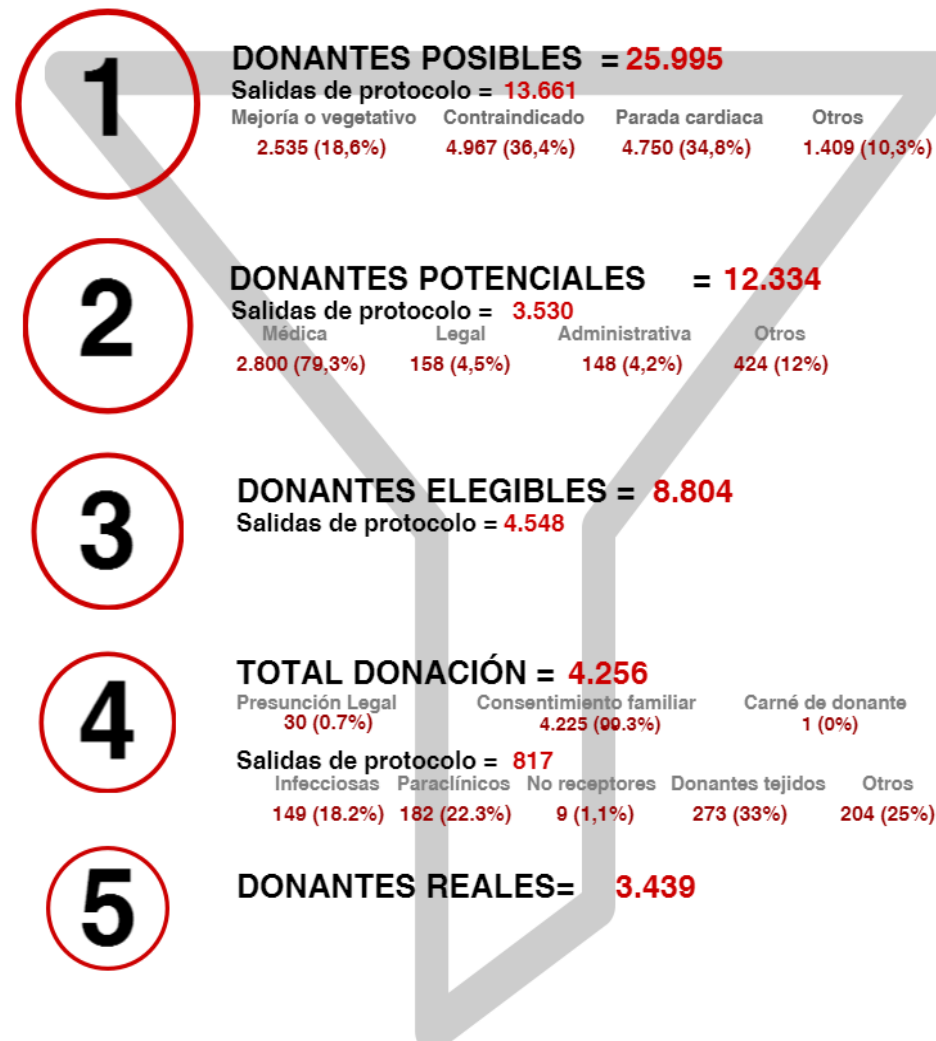 1
DONANTES POSIBLES = 25.995
Salidas de protocolo = 13.661
Mejoría o vegetativo Contraindicado Parada cardiaca Otros
2.535 (18,6%) 4.967 (36,4%) 4.750 (34,8%) 1.409 (10,3%)
2
DONANTES POTENCIALES = 12.334
Salidas de protocolo = 3.530
Médica Legal Administrativa Otros
2.800 (79,3%) 158 (4,5%) 148 (4,2%) 424 (12%)
3
DONANTES ELEGIBLES = 8.804
Salidas de protocolo = 4.548
4
TOTAL DONACIÓN = 4.256
Presunción Legal Consentimiento familiar Carné de donante
30 (0.7%) 4.225 (99.3%) 1 (0%)
Salidas de protocolo = 817
Infecciosas Paraclínicos No receptores Donantes tejidos Otros
149 (18.2%) 182 (22.3%) 9 (1,1%) 273 (33%) 204 (25%)
5
DONANTES REALES= 3.439